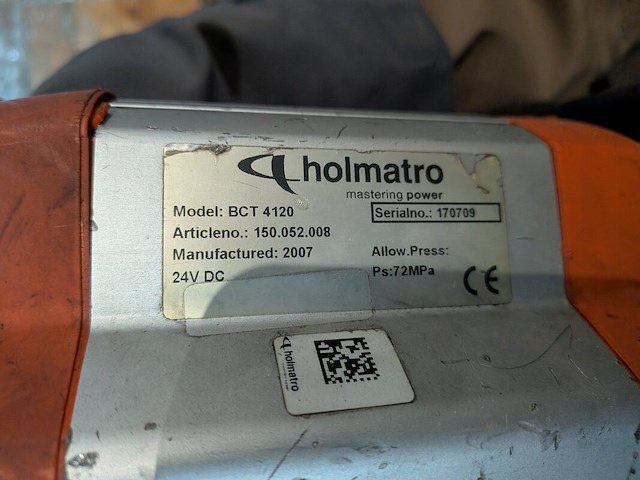 holmatro
mastering power
Model: BCT 4120
Serialno.: 170709
Articleno.: 150.052.008
Manufactured: 2007
Allow.Press:
24V DC
Ps:72MPa
CE
holmatro